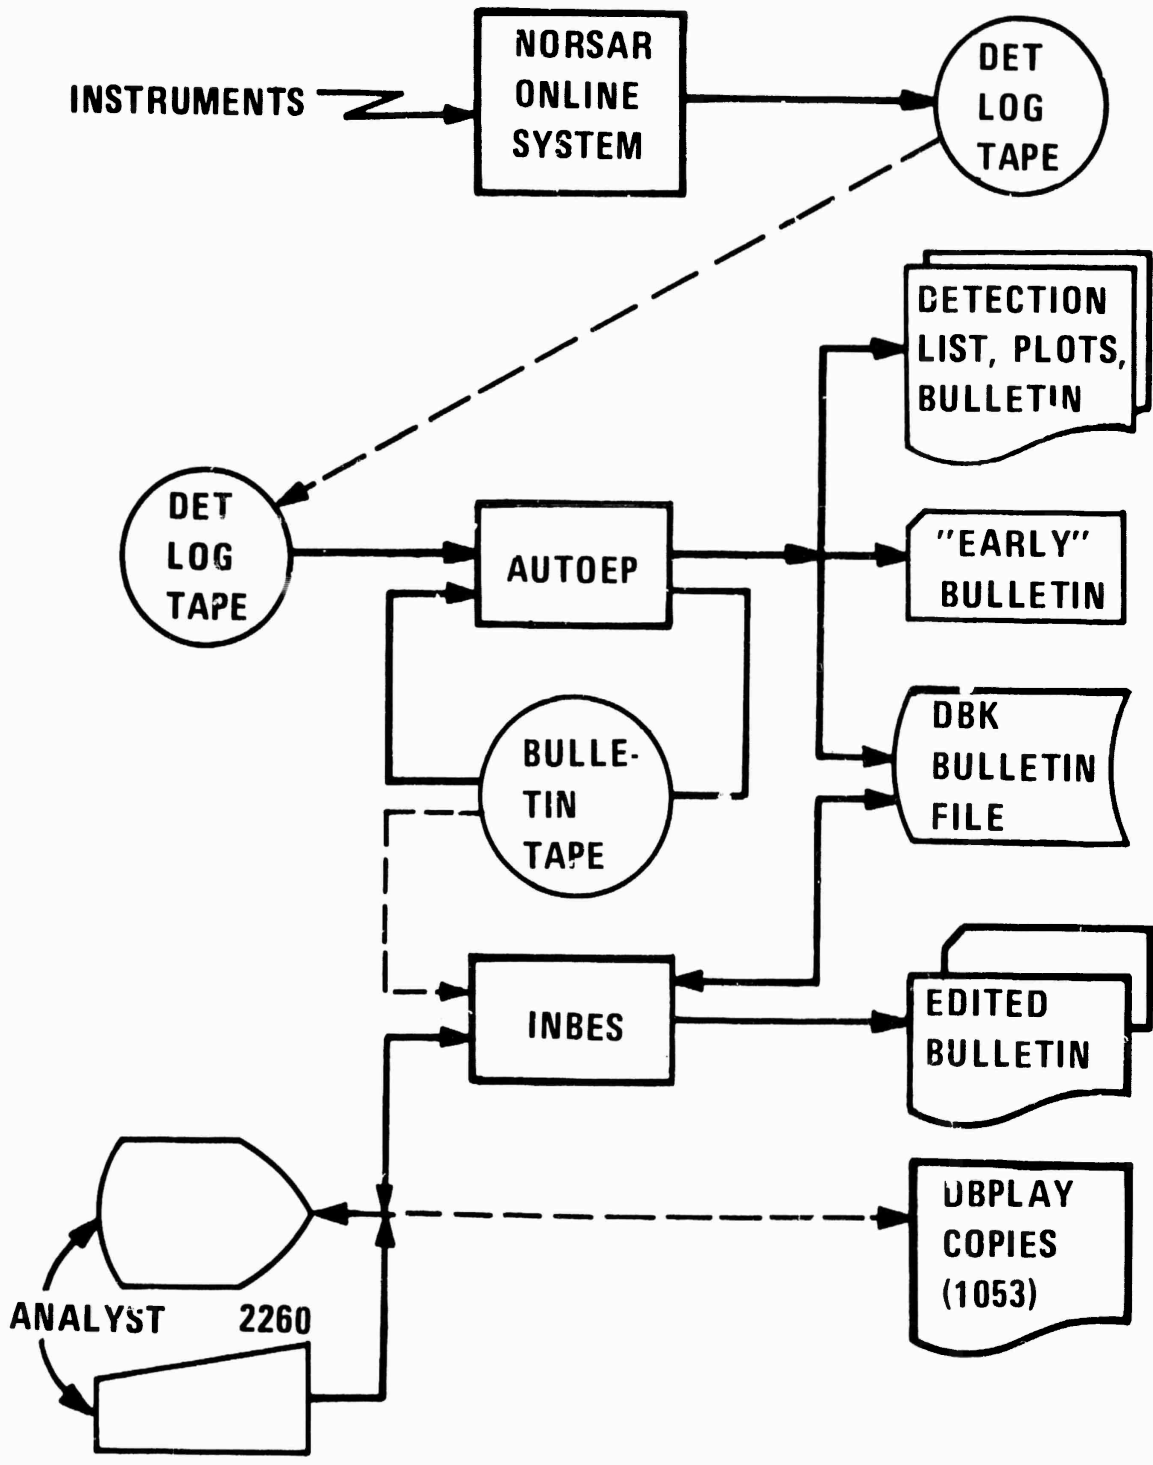 INSTRUMENTS
NORSAR
ONLINE
SYSTEM
DET
LOG
TAPE
DETECTION
LIST, PLOTS,
BULLETIN
DET
LOG
TAPE
AUTOEP
"EARLY"
BULLETIN
BULLE-
TIN
TAPE
DBK
BULLETIN
FILE
INBES
EDITED
BULLETIN
DBPLAY
COPIES
(1053)
ANALYST 2260